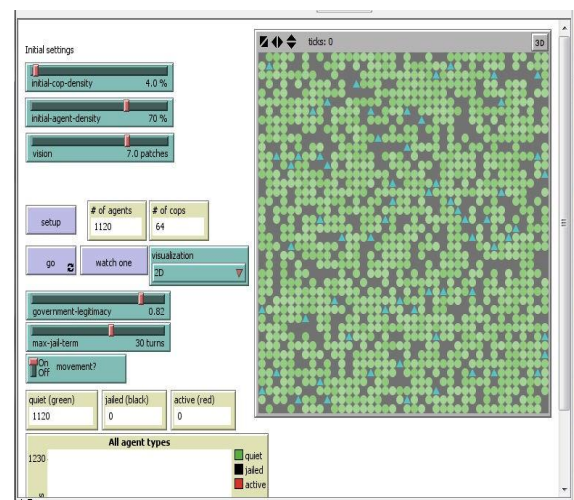 ticks: 0
3D
Initial settings
initial-cop-density 4.0 %
initial-agent-density 70 %
vision 7.0 patches
setup
# of agents
1120
# of cops
64
go
watch one
visualization
2D
government-legitimacy 0.82
max-jail-term 30 turns
On
Off
movement?
quiet (green)
1120
jailed (black)
0
active (red)
0
All agent types
1230
quiet
jailed
active